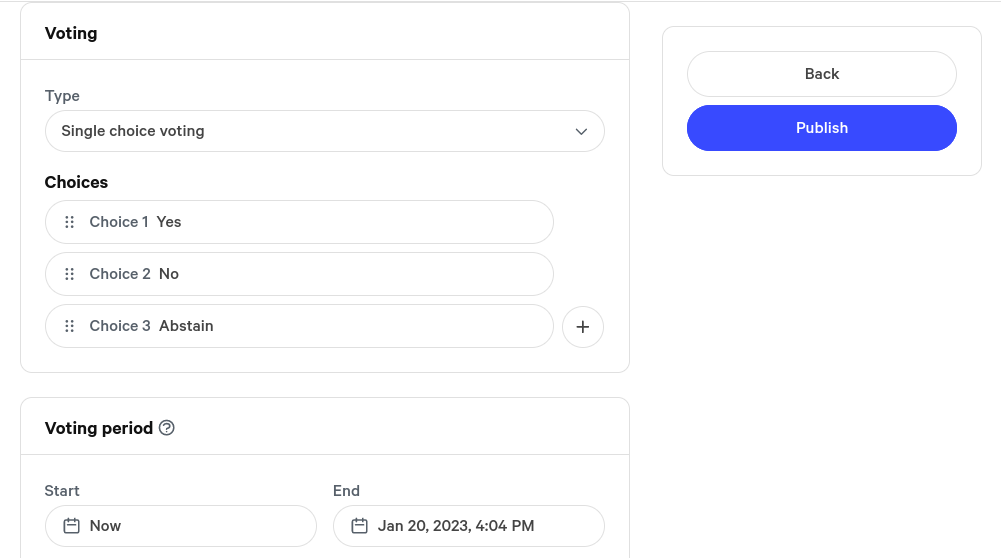 Voting
Type
Single choice voting
Choices
Choice 1 Yes
Choice 2 No
Choice 3 Abstain
Voting period
Start
Now
End
Jan 20, 2023, 4:04 PM
Back
Publish